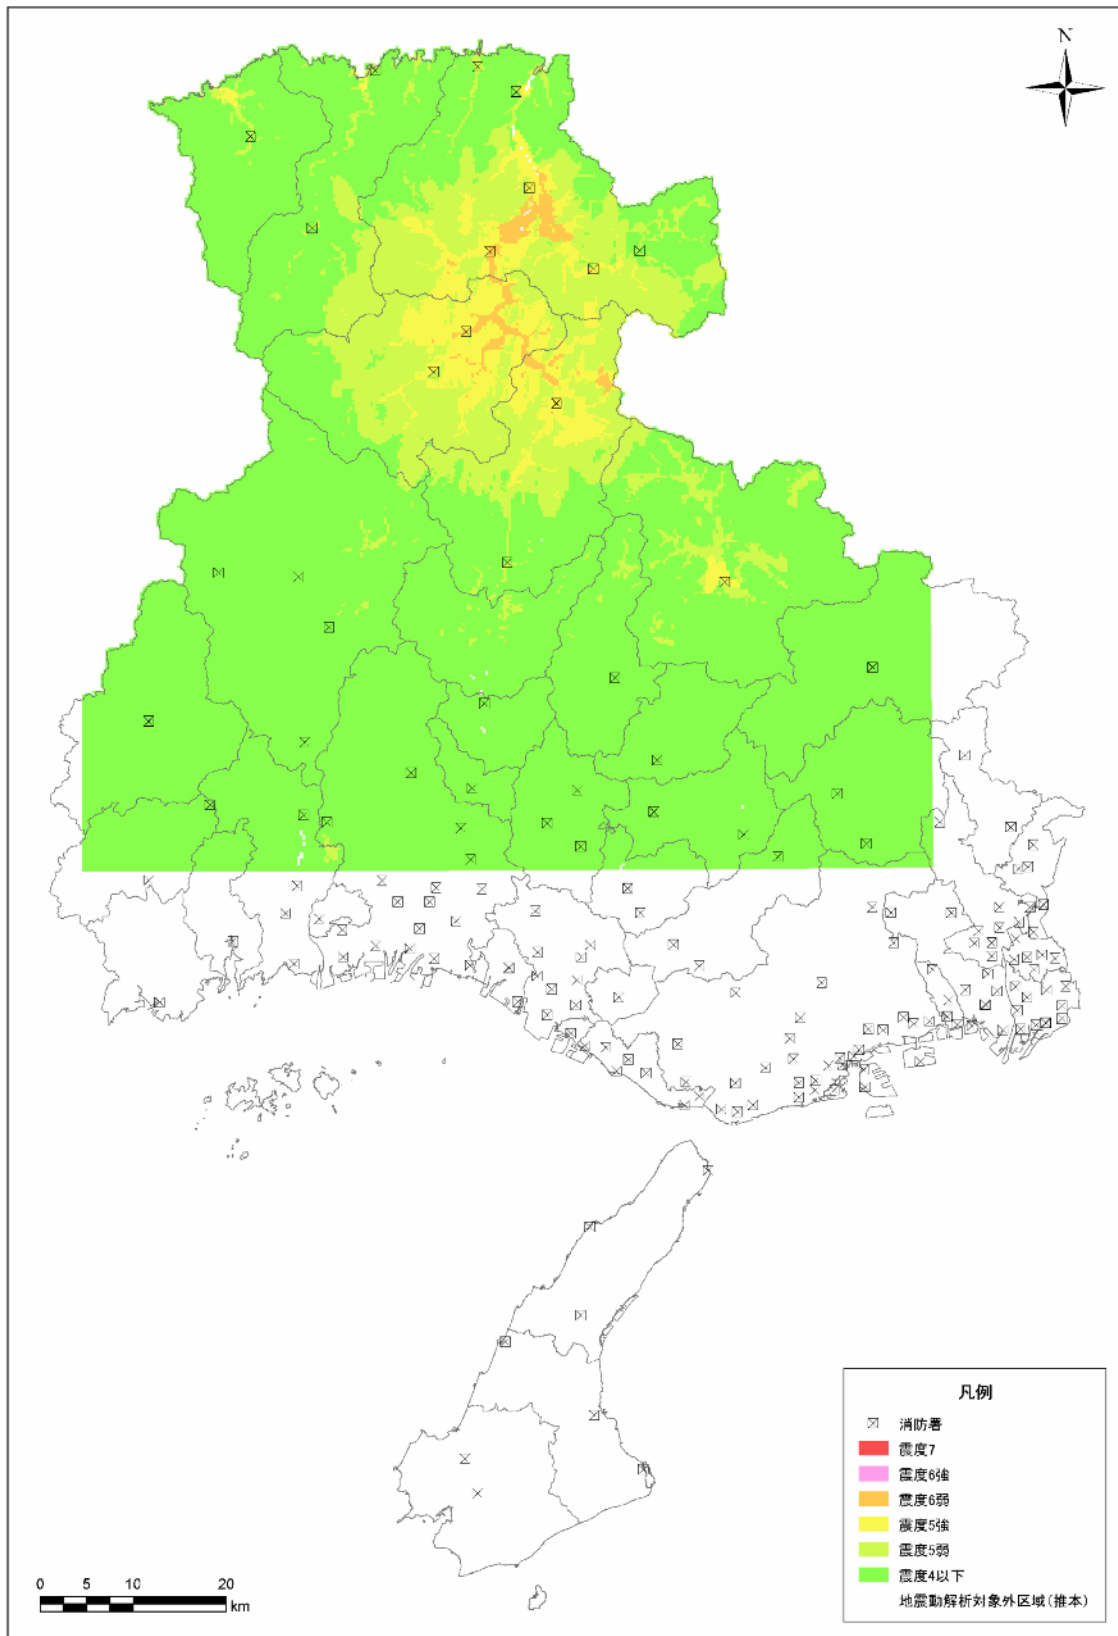 N
凡例
消防署
震度7
震度6強
震度6弱
震度5強
震度5弱
震度4以下
地震動解析対象外区域(推本)
0 5 10 20
km